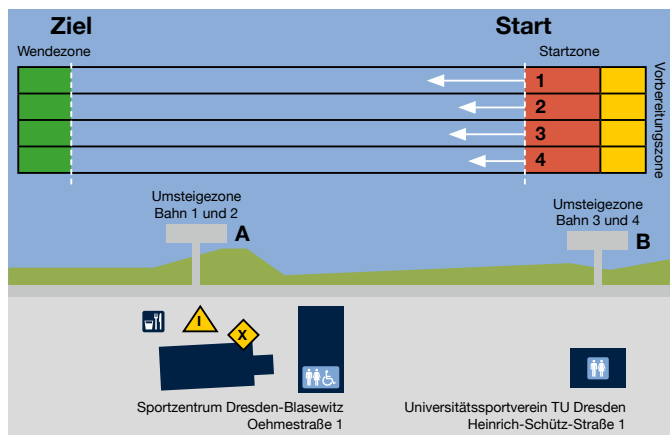 Ziel
Start
Wendezone
Startzone
1
2
3
4
Vorbereitungszone
Umsteigezone
Bahn 1 und 2
A
Umsteigezone
Bahn 3 und 4
B
I
X
Sportzentrum Dresden-Blasewitz
Oehmestraße 1
Universitätssportverein TU Dresden
Heinrich-Schütz-Straße 1